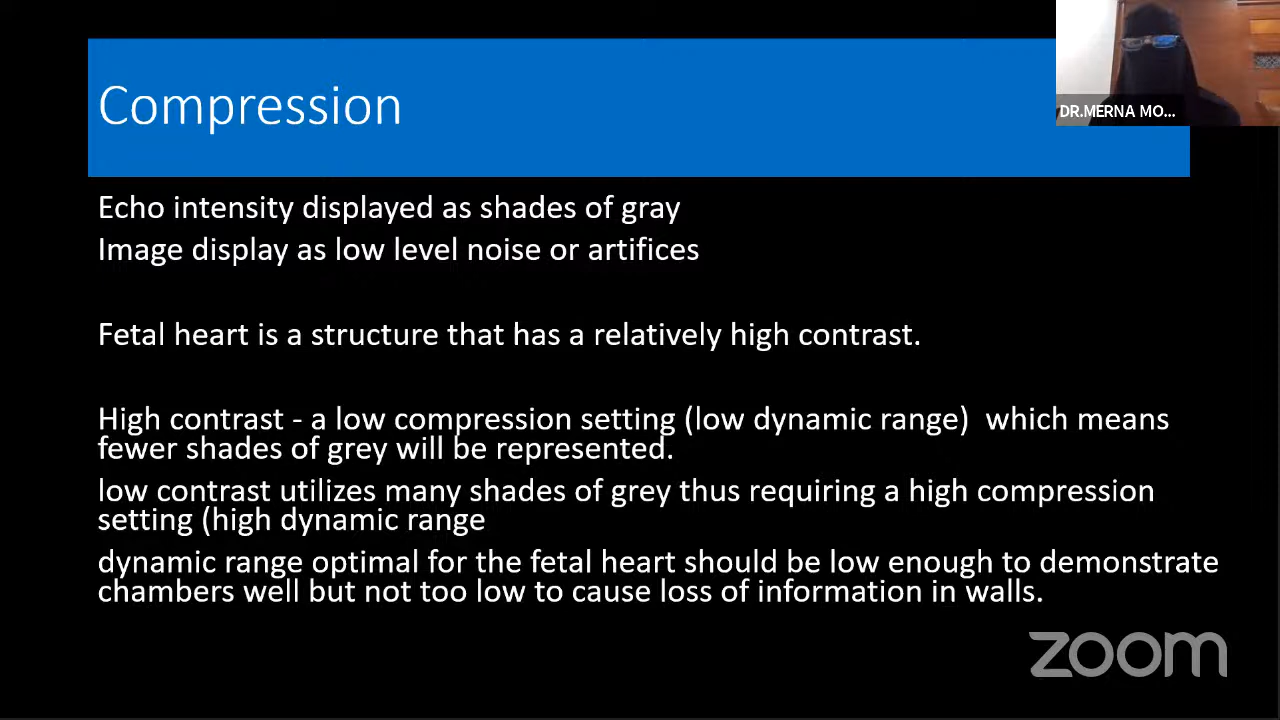 Compression
DR.MERNA MO...
Echo intensity displayed as shades of gray
Image display as low level noise or artifices
Fetal heart is a structure that has a relatively high contrast.
High contrast - a low compression setting (low dynamic range)  which means
fewer shades of grey will be represented.
low contrast utilizes many shades of grey thus requiring a high compression
setting (high dynamic range
dynamic range optimal for the fetal heart should be low enough to demonstrate
chambers well but not too low to cause loss of information in walls.
zoom